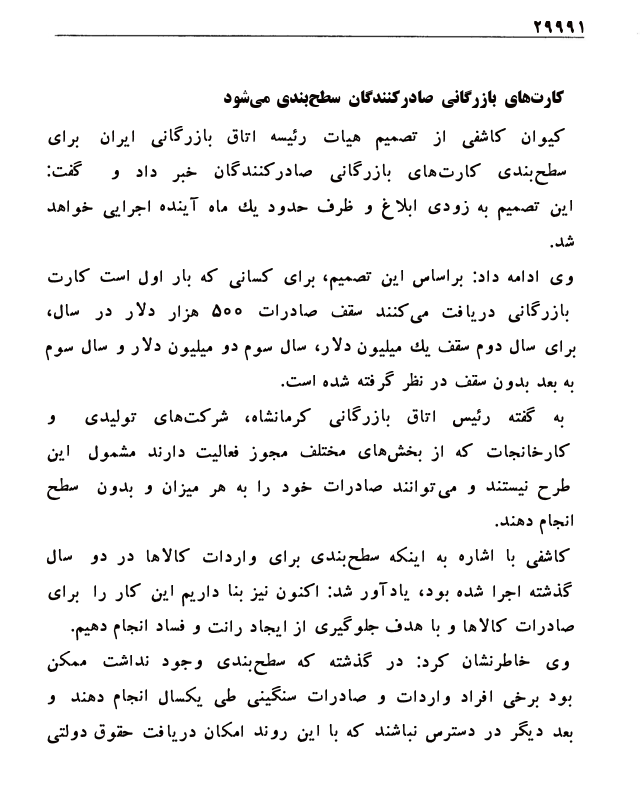 ۲۹۹۹۱
کارت‌های بازرگانی صادرکنندگان سطح‌بندی می‌شود
کیوان کاشفی از تصمیم هیات رئیسه اتاق بازرگانی ایران برای
سطح‌بندی کارت‌های بازرگانی صادرکنندگان خبر داد و گفت:
این تصمیم به زودی ابلاغ و ظرف حدود یك ماه آینده اجرایی خواهد
شد.
وی ادامه داد: براساس این تصمیم، برای کسانی که بار اول است کارت
بازرگانی دریافت می‌کنند سقف صادرات ۵۰۰ هزار دلار در سال،
برای سال دوم سقف یك میلیون دلار، سال سوم دو میلیون دلار و سال سوم
به بعد بدون سقف در نظر گرفته شده است.
به گفته رئیس اتاق بازرگانی کرمانشاه، شرکت‌های تولیدی و
کارخانجات که از بخش‌های مختلف مجوز فعالیت دارند مشمول این
طرح نیستند و می‌توانند صادرات خود را به هر میزان و بدون سطح
انجام دهند.
کاشفی با اشاره به اینکه سطح‌بندی برای واردات کالاها در دو سال
گذشته اجرا شده بود، یادآور شد: اکنون نیز بنا داریم این کار را برای
صادرات کالاها و با هدف جلوگیری از ایجاد رانت و فساد انجام دهیم.
وی خاطرنشان کرد: در گذشته که سطح‌بندی وجود نداشت ممکن
بود برخی افراد واردات و صادرات سنگینی طی یکسال انجام دهند و
بعد دیگر در دسترس نباشند که با این روند امکان دریافت حقوق دولتی